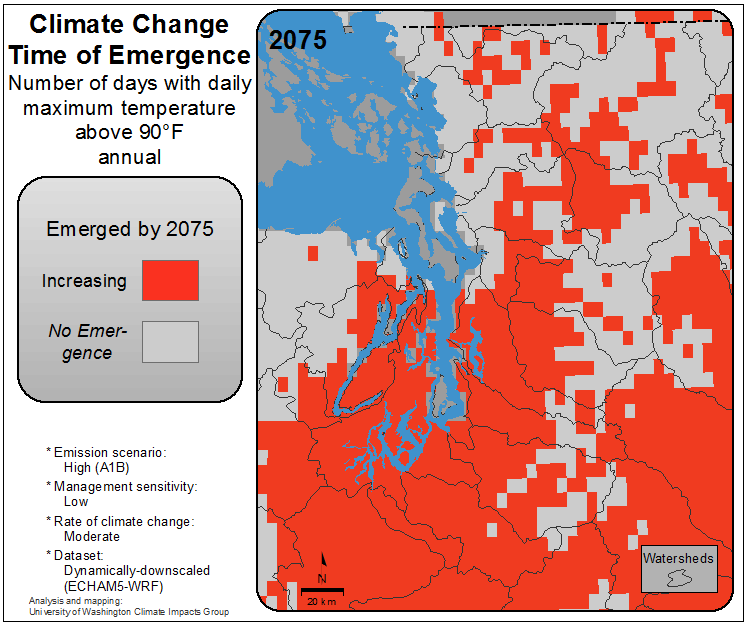 Climate Change
Time of Emergence
Number of days with daily
maximum temperature
above 90°F
annual
Emerged by 2075
Increasing
No Emer-
gence
* Emission scenario:
High (A1B)
* Management sensitivity:
Low
* Rate of climate change:
Moderate
* Dataset:
Dynamically-downscaled
(ECHAM5-WRF)
Analysis and mapping:
University of Washington Climate Impacts Group
2075
N
20 km
Watersheds